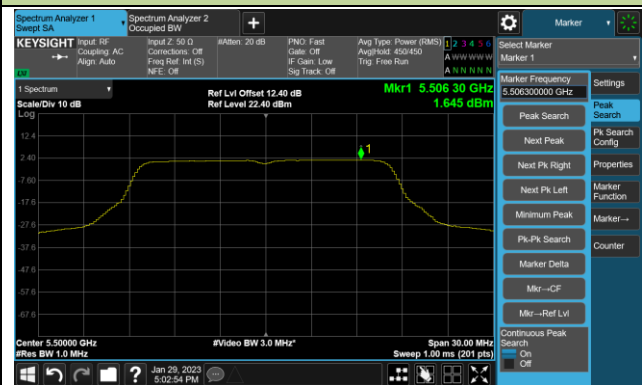 Spectrum Analyzer 1
Swept SA
Spectrum Analyzer 2
Occupied BW
+
Marker
KEYSIGHT
Input: RF
Coupling: AC
Align: Auto
Input Z: 50 Ω
Corrections: Off
Freq Ref: Int (S)
NFE: Off
#Atten: 20 dB
PNO: Fast
Gate: Off
IF Gain: Low
Sig Track: Off
Avg Type: Power (RMS)
Avg|Hold: 450/450
Trig: Free Run
1 2 3 4 5 6
A W W W W W
A N N N N N
Select Marker
Marker 1
1 Spectrum
Scale/Div 10 dB
Log
Ref Lvl Offset 12.40 dB
Ref Level 22.40 dBm
Mkr1 5.506 30 GHz
1.645 dBm
12.4
2.40
-7.60
-17.6
-27.6
-37.6
-47.6
-57.6
-67.6
1
Center 5.50000 GHz
#Res BW 1.0 MHz
#Video BW 3.0 MHz*
Span 30.00 MHz
Sweep 1.00 ms (201 pts)
Marker Frequency
5.506300000 GHz
Peak Search
Next Peak
Next Pk Right
Next Pk Left
Minimum Peak
Pk-Pk Search
Marker Delta
Mkr→CF
Mkr→Ref Lvl
Continuous Peak
Search
On
Off
Settings
Peak
Search
Pk Search
Config
Properties
Marker
Function
Marker→
Counter
?
Jan 29, 2023
5:02:54 PM